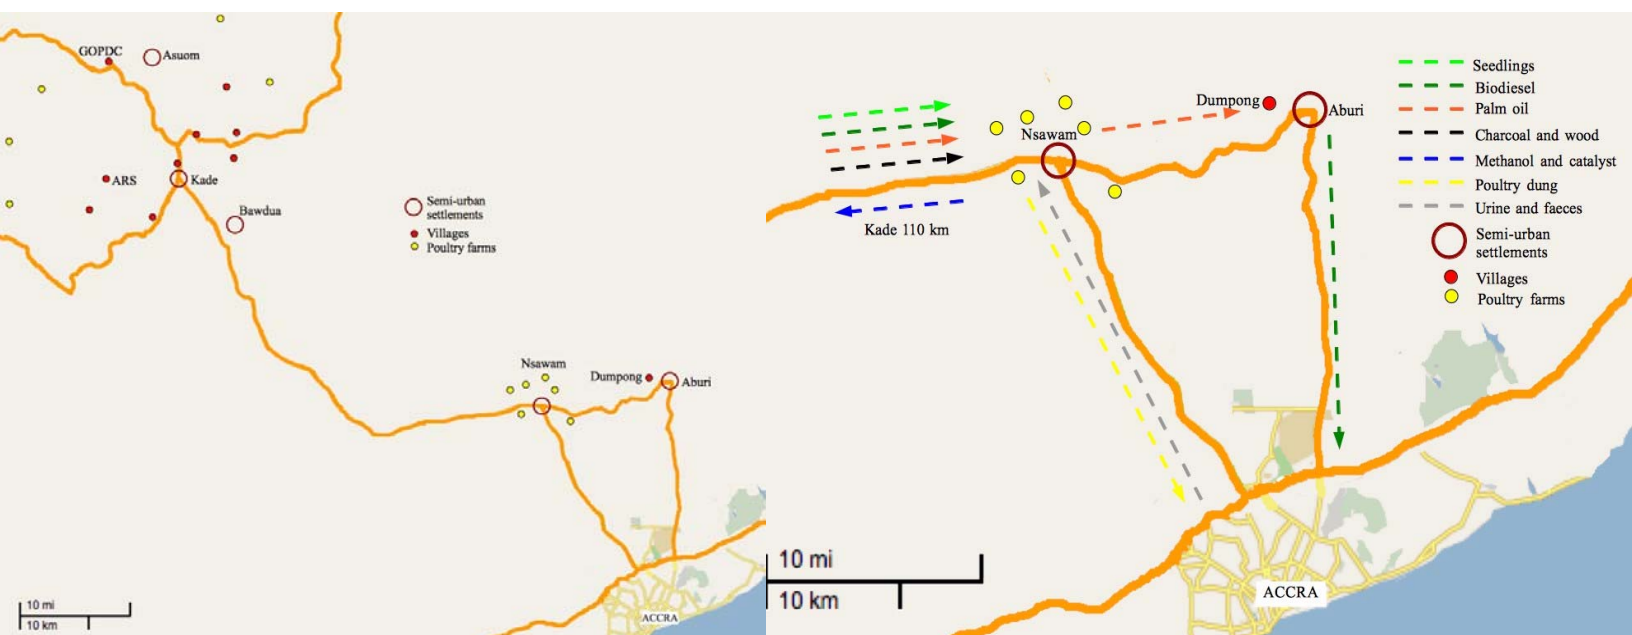 GOPDC
Asuom
ARS
Kade
Bawdua
Semi-urban
settlements
Villages
Poultry farms
Nsawam
Dumpong
Aburi
10 mi
10 km
ACCRA
Seedlings
Biodiesel
Palm oil
Charcoal and wood
Methanol and catalyst
Poultry dung
Urine and faeces
Semi-urban
settlements
Villages
Poultry farms
Dumpong
Aburi
Nsawam
Kade 110 km
10 mi
10 km
ACCRA